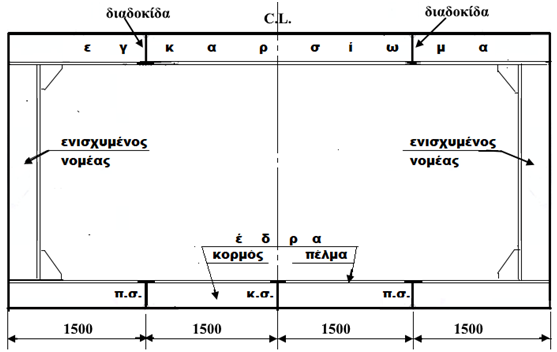 διαδοκίδα C.L. διαδοκίδα
ε γ κ α ρ σ ί ω μ α
ενισχυμένος νομέας
ενισχυμένος νομέας
έ δ ρ α
κορμός πέλμα
π.σ. κ.σ. π.σ.
1500 1500 1500 1500